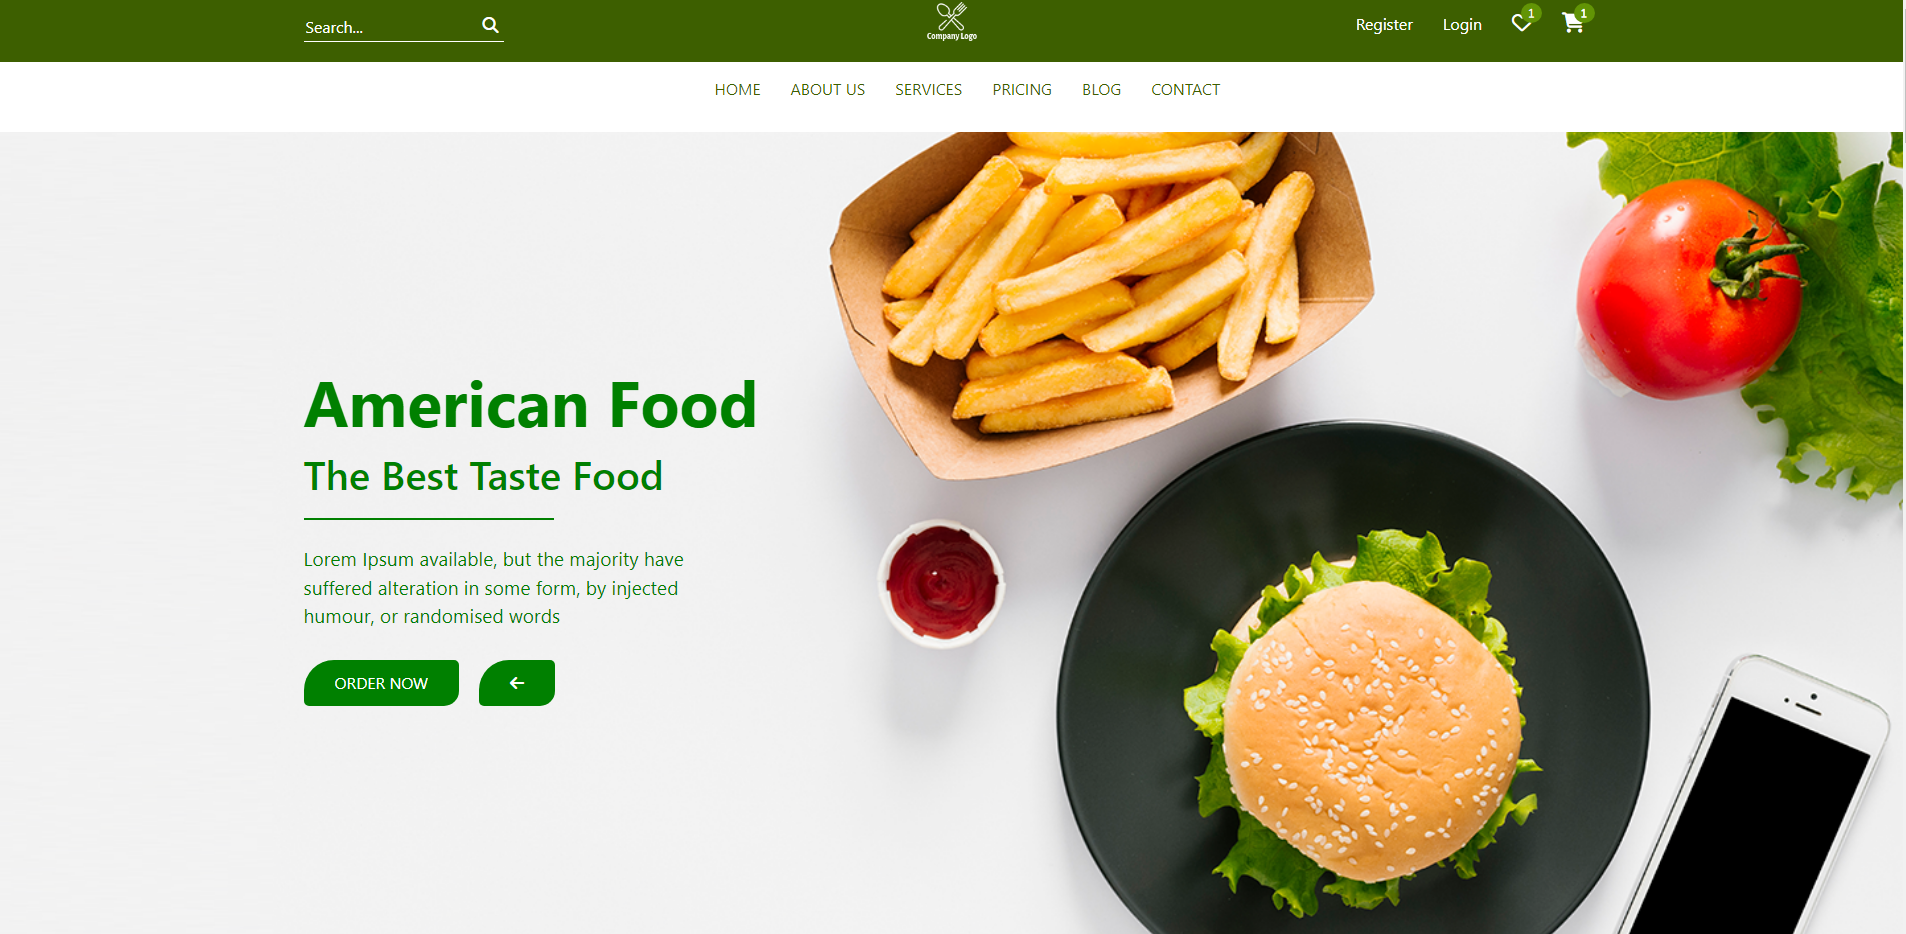 Search...
Company Logo
Register
Login
1
1
HOME
ABOUT US
SERVICES
PRICING
BLOG
CONTACT
American Food
The Best Taste Food
Lorem Ipsum available, but the majority have
suffered alteration in some form, by injected
humour, or randomised words
ORDER NOW